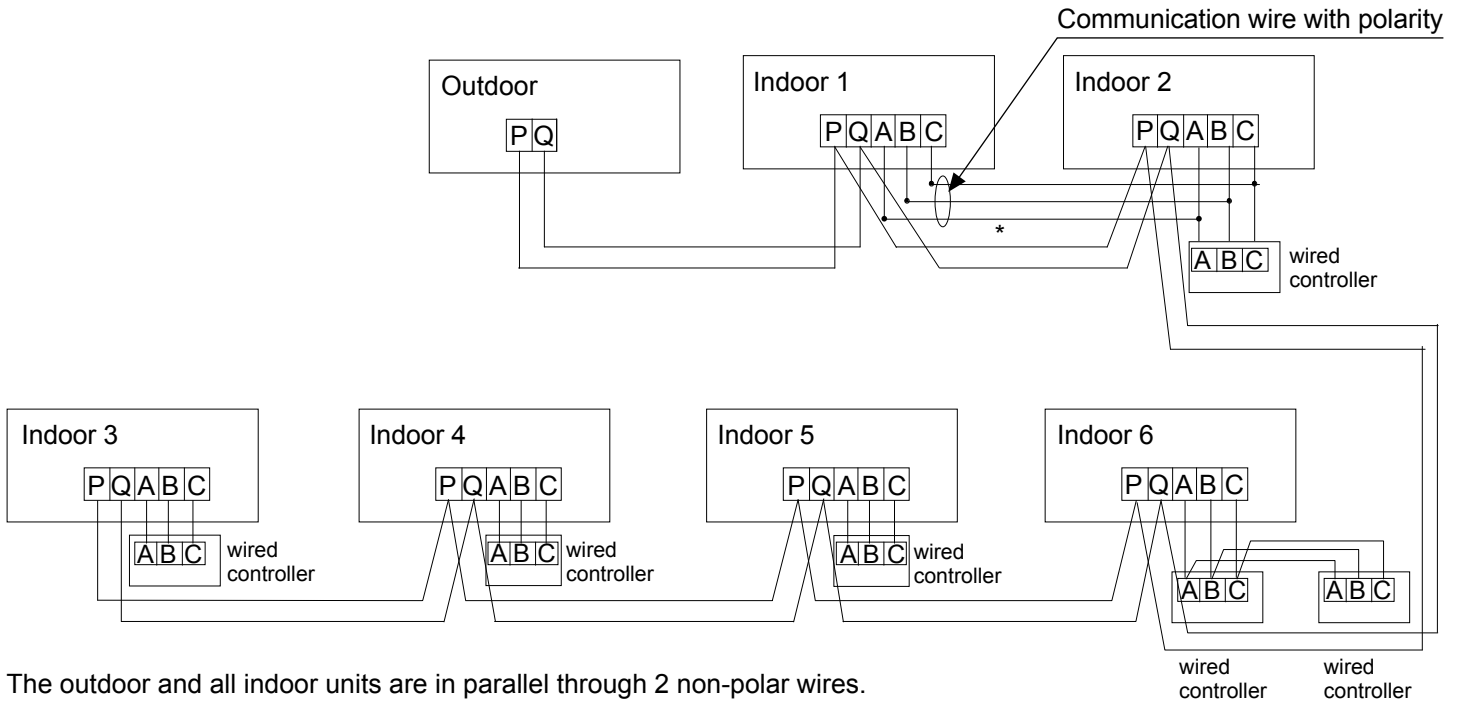 Communication wire with polarity
Outdoor
Indoor 1
Indoor 2
P Q
P Q A B C
P Q A B C
*
A B C
wired
controller
Indoor 3
Indoor 4
Indoor 5
Indoor 6
P Q A B C
P Q A B C
P Q A B C
P Q A B C
A B C
wired
controller
A B C
wired
controller
A B C
wired
controller
A B C
A B C
wired
controller
wired
controller
The outdoor and all indoor units are in parallel through 2 non-polar wires.